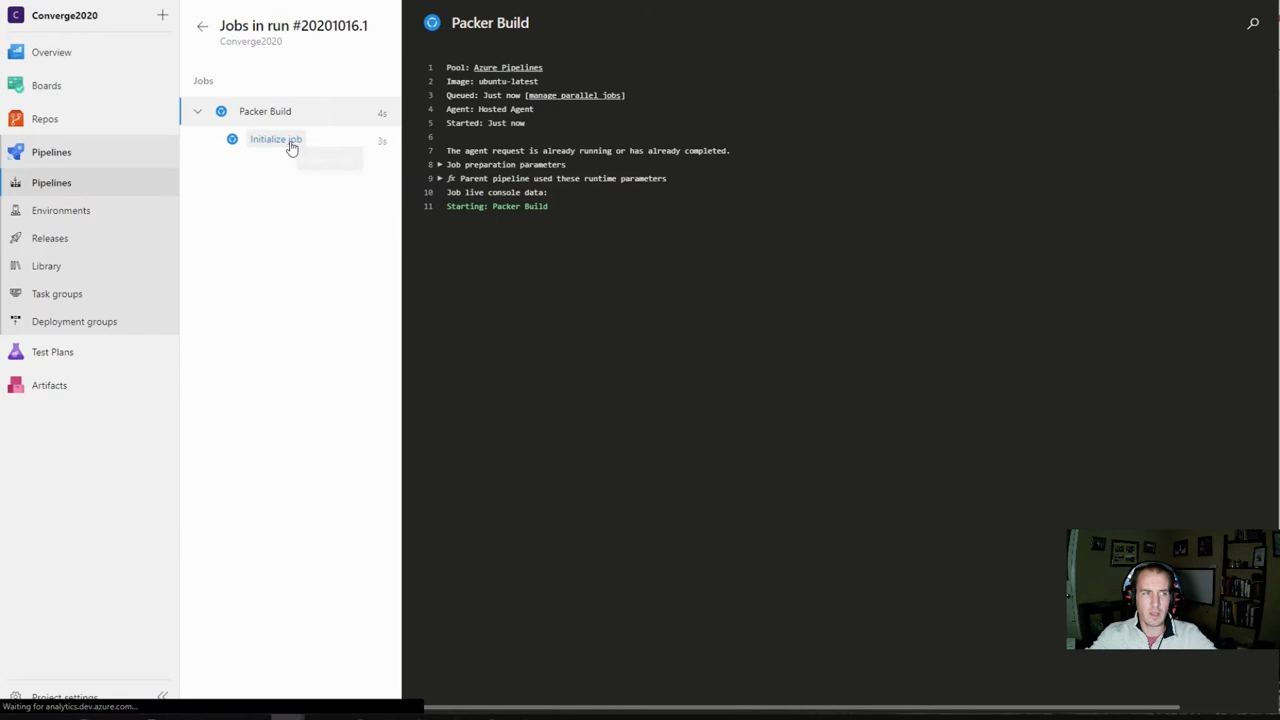 C Converge2020
Overview
Boards
Repos
Pipelines
Pipelines
Environments
Releases
Library
Task groups
Deployment groups
Test Plans
Artifacts
Project settings
Waiting for analytics.dev.azure.com...
Jobs in run #20201016.1
Converge2020
Jobs
Packer Build 4s
Initialize job 3s
Packer Build
1 Pool: Azure Pipelines
2 Image: ubuntu-latest
3 Queued: Just now [manage parallel jobs]
4 Agent: Hosted Agent
5 Started: Just now
6
7 The agent request is already running or has already completed.
8 Job preparation parameters
9 fx Parent pipeline used these runtime parameters
10 Job live console data:
11 Starting: Packer Build